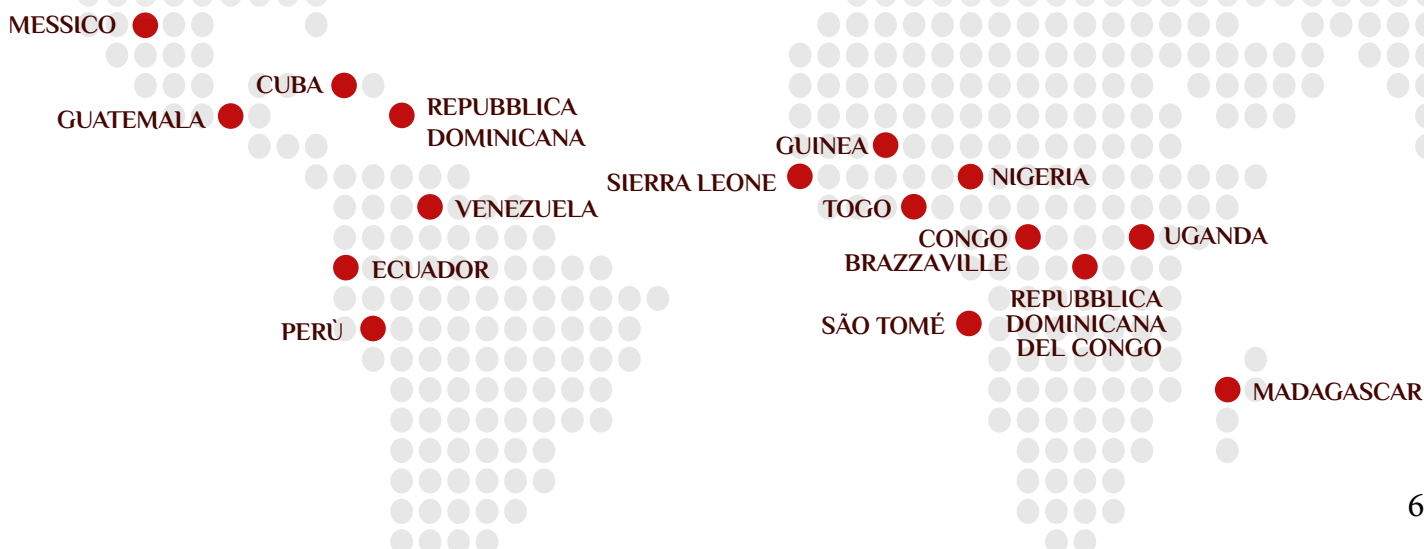 MESSICO
CUBA
GUATEMALA
REPUBBLICA
DOMINICANA
VENEZUELA
ECUADOR
PERÙ
GUINEA
SIERRA LEONE
NIGERIA
TOGO
CONGO
BRAZZAVILLE
UGANDA
REPUBBLICA
DOMINICANA
DEL CONGO
SÃO TOMÉ
MADAGASCAR
6